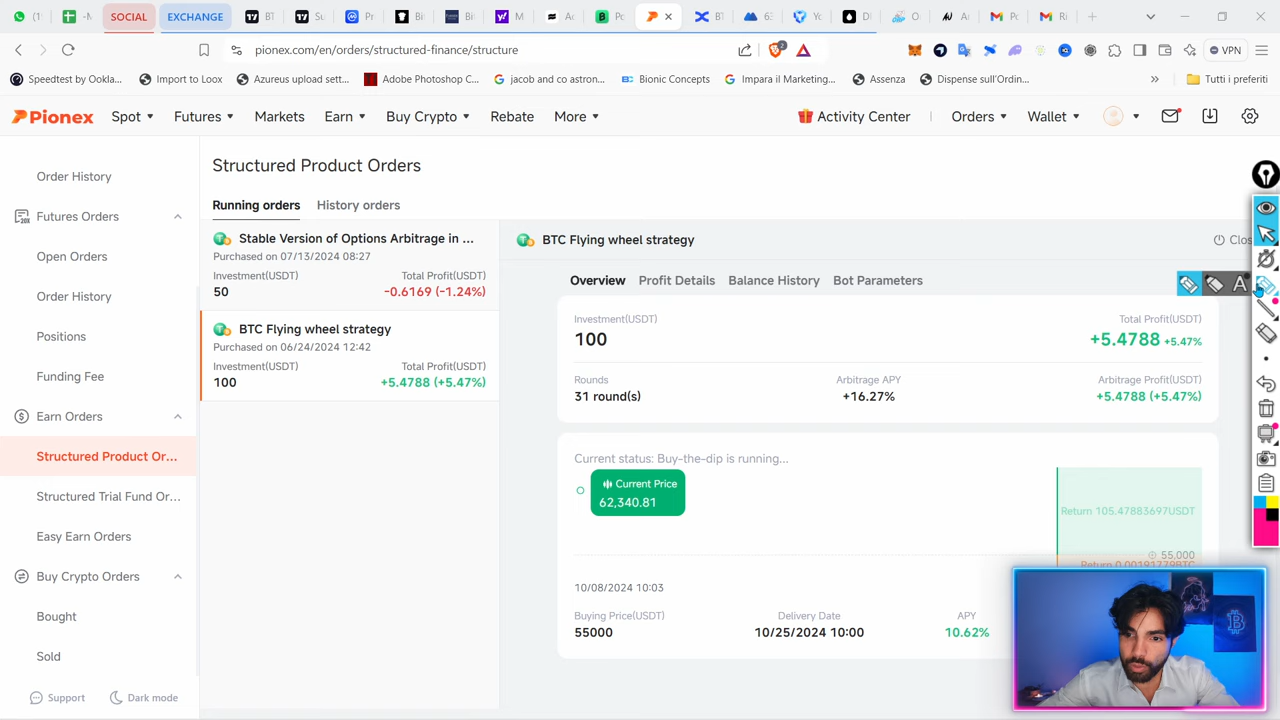 SOCIAL
EXCHANGE
pionex.com/en/orders/structured-finance/structure
VPN
Speedtest by Ookla...
Import to Loox
Azureus upload sett...
Adobe Photoshop C...
jacob and co astron...
Bionic Concepts
Impara il Marketing...
Assenza
Dispense sull'Ordin...
Tutti i preferiti
Pionex
Spot
Futures
Markets
Earn
Buy Crypto
Rebate
More
Activity Center
Orders
Wallet
Order History
Futures Orders
Open Orders
Order History
Positions
Funding Fee
Earn Orders
Structured Product Or...
Structured Trial Fund Or...
Easy Earn Orders
Buy Crypto Orders
Bought
Sold
Support
Dark mode
Structured Product Orders
Running orders
History orders
Stable Version of Options Arbitrage in ...
Purchased on 07/13/2024 08:27
Investment(USDT)
Total Profit(USDT)
50
-0.6169 (-1.24%)
BTC Flying wheel strategy
Purchased on 06/24/2024 12:42
Investment(USDT)
Total Profit(USDT)
100
+5.4788 (+5.47%)
BTC Flying wheel strategy
Clos
Overview
Profit Details
Balance History
Bot Parameters
Investment(USDT)
Total Profit(USDT)
100
+5.4788 +5.47%
Rounds
Arbitrage APY
Arbitrage Profit(USDT)
31 round(s)
+16.27%
+5.4788 (+5.47%)
Current status: Buy-the-dip is running...
Current Price
62,340.81
Return 105.47883697USDT
55,000
Return 0.00191779BTC
10/08/2024 10:03
Buying Price(USDT)
Delivery Date
APY
55000
10/25/2024 10:00
10.62%